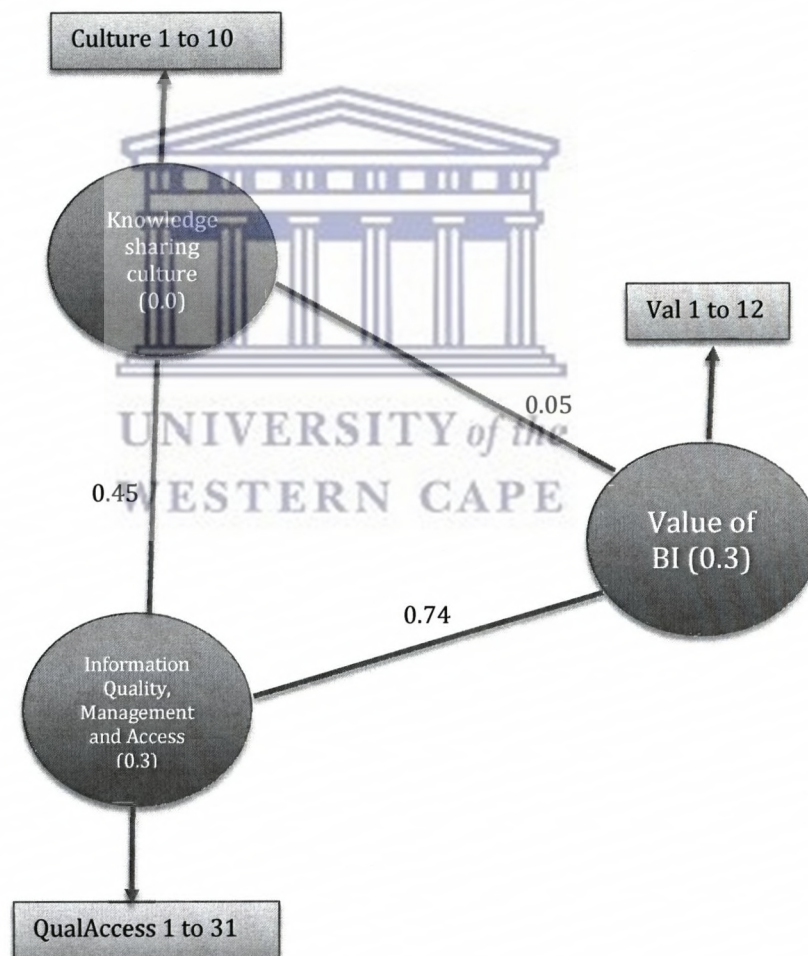 Culture 1 to 10
Knowledge
sharing
culture
(0.0)
Val 1 to 12
0.05
UNIVERSITY of the
WESTERN CAPE
0.45
Value of
BI (0.3)
0.74
Information
Quality,
Management
and Access
(0.3)
QualAccess 1 to 31